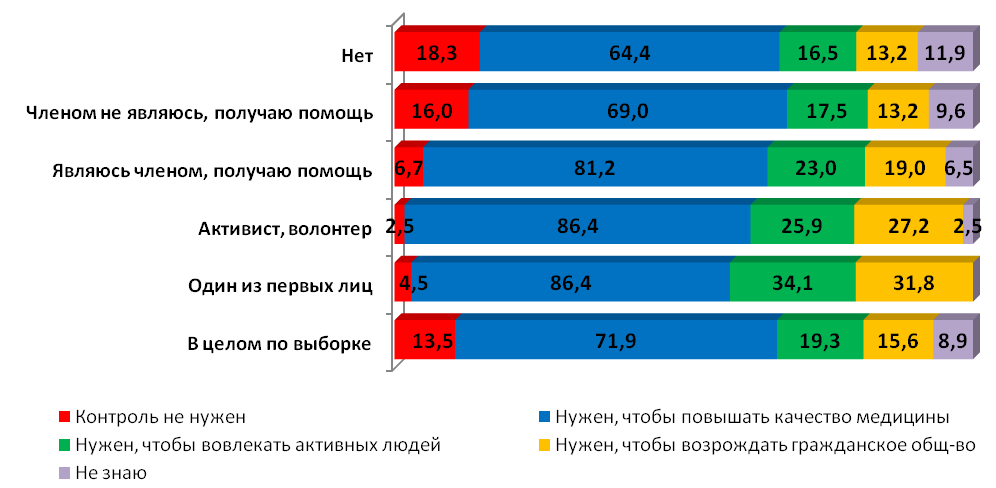 Нет 18,3 64,4 16,5 13,2 11,9
Членом не являюсь, получаю помощь 16,0 69,0 17,5 13,2 9,6
Являюсь членом, получаю помощь 6,7 81,2 23,0 19,0 6,5
Активист, волонтер 2,5 86,4 25,9 27,2 2,5
Один из первых лиц 4,5 86,4 34,1 31,8
В целом по выборке 13,5 71,9 19,3 15,6 8,9
Контроль не нужен Нужен, чтобы повышать качество медицины
Нужен, чтобы вовлекать активных людей Нужен, чтобы возрождать гражданское общ-во
Не знаю